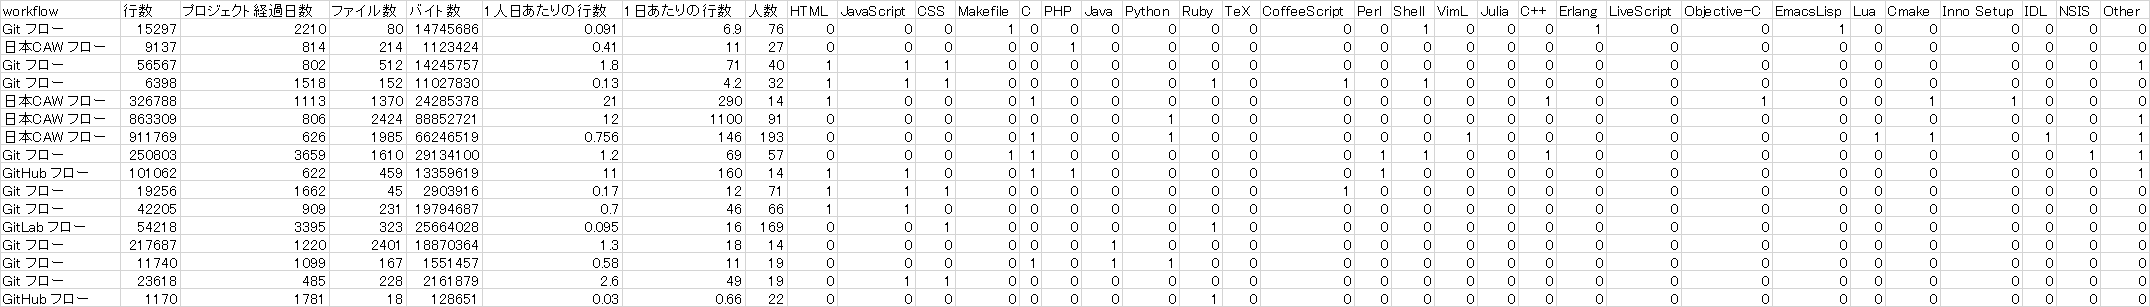 workflow 行数 プロジェクト経過日数 ファイル数 バイト数 1人日あたりの行数 1日あたりの行数 人数 HTML JavaScript CSS Makefile C PHP Java Python Ruby TeX CoffeeScript Perl Shell VimL Julia C++ Erlang LiveScript Objective-C EmacsLisp Lua Cmake Inno Setup IDL NSIS Other
Git フロー 15297 2210 80 14745686 0.091 6.9 76 0 0 0 1 0 0 0 0 0 0 0 0 1 0 0 0 1 0 0 1 0 0 0 0 0 0
日本CAWフロー 9137 814 214 1123424 0.41 11 27 0 0 0 0 0 1 0 0 0 0 0 0 0 0 0 0 0 0 0 0 0 0 0 0 0 0
Git フロー 56567 802 512 14245757 1.8 71 40 1 1 1 0 0 0 0 0 0 0 0 0 0 0 0 0 0 0 0 0 0 0 0 0 0 1
Git フロー 6398 1518 152 11027830 0.13 4.2 32 1 1 1 0 0 0 0 0 1 0 1 0 1 0 0 0 0 0 0 0 0 0 0 0 0 0
日本CAWフロー 326788 1113 1370 24285378 21 290 14 1 0 0 0 1 0 0 0 0 0 0 0 0 0 0 1 0 0 1 0 0 1 1 0 0 0
日本CAWフロー 863309 806 2424 88852721 12 1100 91 0 0 0 0 0 0 0 1 0 0 0 0 0 0 0 0 0 0 0 0 0 0 0 0 0 1
日本CAWフロー 911769 626 1985 66246519 0.756 146 193 0 0 0 0 1 0 0 1 0 0 0 0 0 1 0 0 0 0 0 0 1 1 0 1 0 1
Git フロー 250803 3659 1610 29134100 1.2 69 57 0 0 0 1 1 0 0 0 0 0 0 1 1 0 0 1 0 0 0 0 0 0 0 0 1 1
GitHub フロー 101062 622 459 13359619 11 160 14 1 0 0 0 1 1 0 0 0 0 0 1 0 0 0 0 0 0 0 0 0 0 0 0 0 1
Git フロー 19256 1662 45 2903916 0.17 12 71 1 1 1 0 0 0 0 0 0 0 1 0 0 0 0 0 0 0 0 0 0 0 0 0 0 0
Git フロー 42205 909 231 19794687 0.7 46 66 1 1 0 0 0 0 0 0 0 0 0 0 0 0 0 0 0 0 0 0 0 0 0 0 0 0
GitLab フロー 54218 3395 323 25664028 0.095 16 169 0 0 1 0 0 0 0 0 1 0 0 0 0 0 0 0 0 0 0 0 0 0 0 0 0 0
Git フロー 217687 1220 2401 18870364 1.3 18 14 0 0 0 0 0 0 1 0 0 0 0 0 0 0 0 0 0 0 0 0 0 0 0 0 0 0
Git フロー 11740 1099 167 1551457 0.58 11 19 0 0 0 0 1 0 1 1 0 0 0 0 0 0 0 0 0 0 0 0 0 0 0 0 0 0
Git フロー 23618 485 228 2161879 2.6 49 19 0 1 1 0 0 0 0 0 0 0 0 0 0 0 0 0 0 0 0 0 0 0 0 0 0 0
GitHub フロー 1170 1781 18 128651 0.03 0.66 22 0 0 0 0 0 0 0 0 1 0 0 0 0 0 0 0 0 0 0 0 0 0 0 0 0 0